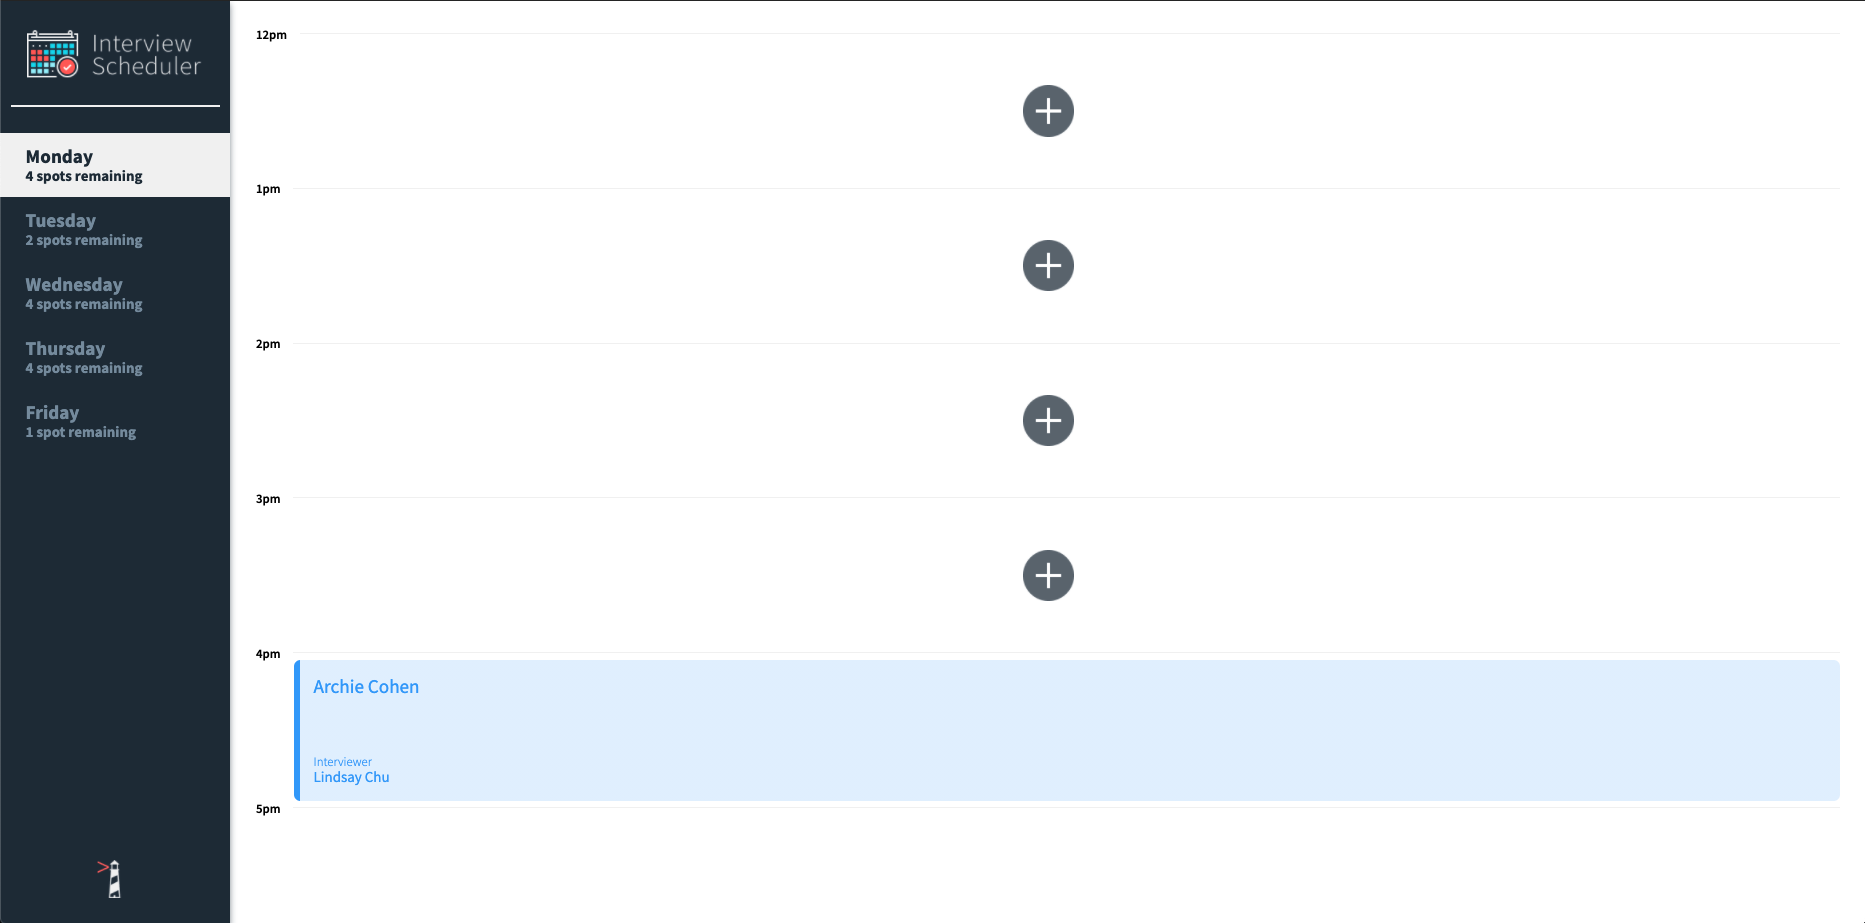 Interview
Scheduler
Monday
4 spots remaining
Tuesday
2 spots remaining
Wednesday
4 spots remaining
Thursday
4 spots remaining
Friday
1 spot remaining
12pm
1pm
2pm
3pm
4pm
Archie Cohen
Interviewer
Lindsay Chu
5pm